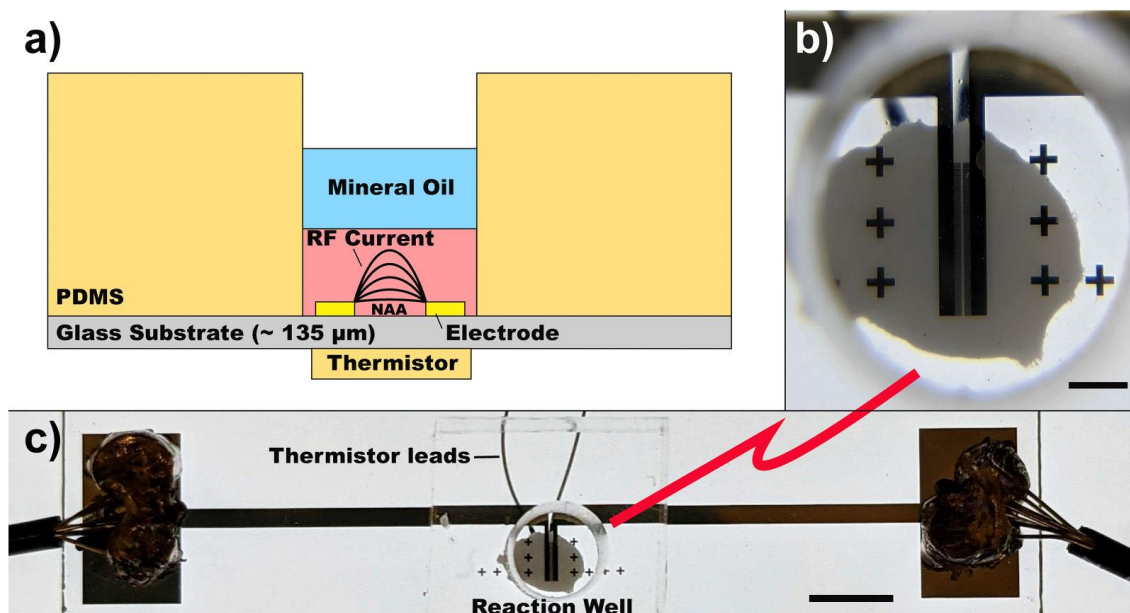 a)
Mineral Oil
RF Current
PDMS
NAA
Glass Substrate (~ 135 µm)
Electrode
Thermistor
b)
c)
Thermistor leads
Reaction Well